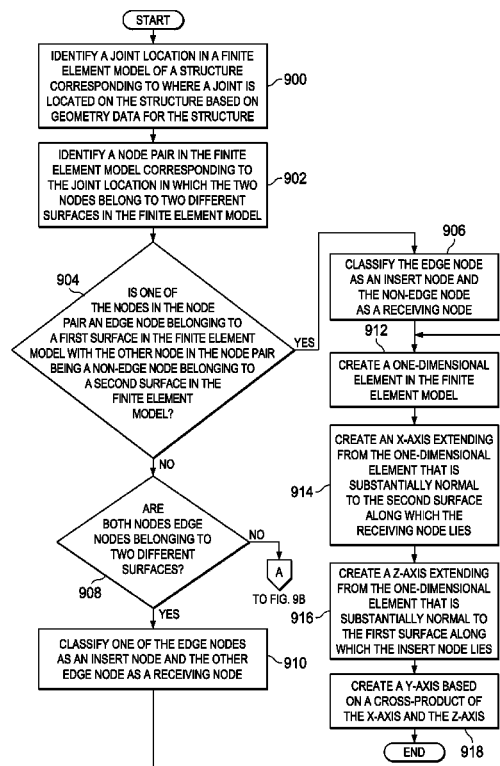 START
IDENTIFY A JOINT LOCATION IN A FINITE
ELEMENT MODEL OF A STRUCTURE
CORRESPONDING TO WHERE A JOINT IS
LOCATED ON THE STRUCTURE BASED ON
GEOMETRY DATA FOR THE STRUCTURE
900
IDENTIFY A NODE PAIR IN THE FINITE
ELEMENT MODEL CORRESPONDING TO
THE JOINT LOCATION IN WHICH THE TWO
NODES BELONG TO TWO DIFFERENT
SURFACES IN THE FINITE ELEMENT MODEL
902
904
IS ONE OF
THE NODES IN THE NODE
PAIR AN EDGE NODE BELONGING TO
A FIRST SURFACE IN THE FINITE ELEMENT
MODEL WITH THE OTHER NODE IN THE NODE PAIR
BEING A NON-EDGE NODE BELONGING TO
A SECOND SURFACE IN THE
FINITE ELEMENT
MODEL?
YES
NO
ARE
BOTH NODES EDGE
NODES BELONGING TO
TWO DIFFERENT
SURFACES?
908
NO
A
TO FIG. 9B
YES
CLASSIFY ONE OF THE EDGE NODES
AS AN INSERT NODE AND THE OTHER
EDGE NODE AS A RECEIVING NODE
910
906
CLASSIFY THE EDGE NODE
AS AN INSERT NODE AND
THE NON-EDGE NODE
AS A RECEIVING NODE
912
CREATE A ONE-DIMENSIONAL
ELEMENT IN THE FINITE
ELEMENT MODEL
CREATE AN X-AXIS EXTENDING
FROM THE ONE-DIMENSIONAL
ELEMENT THAT IS
SUBSTANTIALLY NORMAL
TO THE SECOND SURFACE
ALONG WHICH THE
RECEIVING NODE LIES
914
CREATE A Z-AXIS EXTENDING
FROM THE ONE-DIMENSIONAL
ELEMENT THAT IS
SUBSTANTIALLY NORMAL TO
THE FIRST SURFACE ALONG
WHICH THE INSERT NODE LIES
916
CREATE A Y-AXIS BASED
ON A CROSS-PRODUCT OF
THE X-AXIS AND THE Z-AXIS
918
END